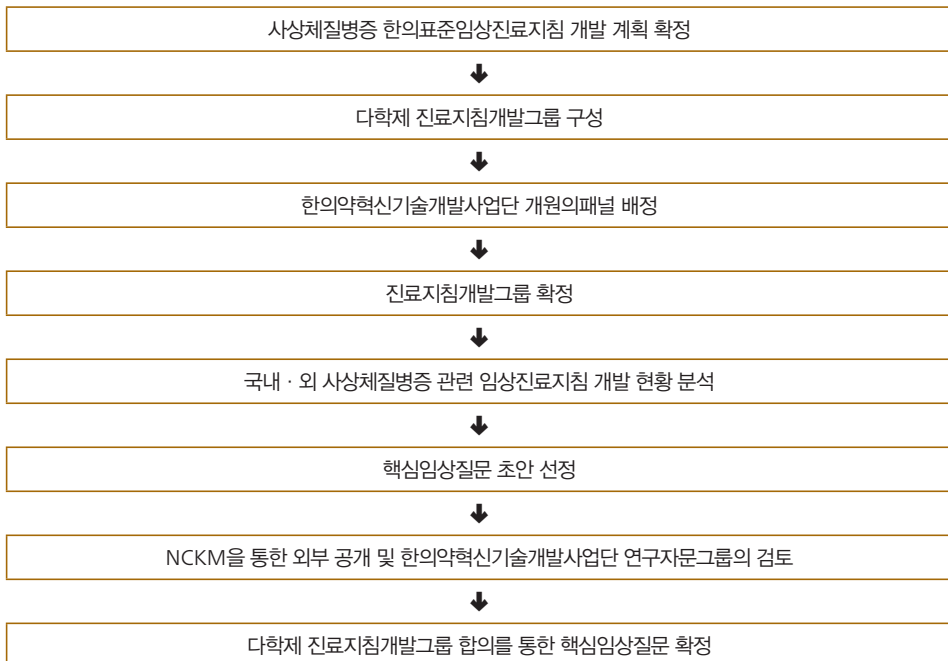 사상체질병증 한의표준임상진료지침 개발 계획 확정
다학제 진료지침개발그룹 구성
한의약혁신기술개발사업단 개원의패널 배정
진료지침개발그룹 확정
국내 · 외 사상체질병증 관련 임상진료지침 개발 현황 분석
핵심임상질문 초안 선정
NCKM을 통한 외부 공개 및 한의약혁신기술개발사업단 연구자문그룹의 검토
다학제 진료지침개발그룹 합의를 통한 핵심임상질문 확정